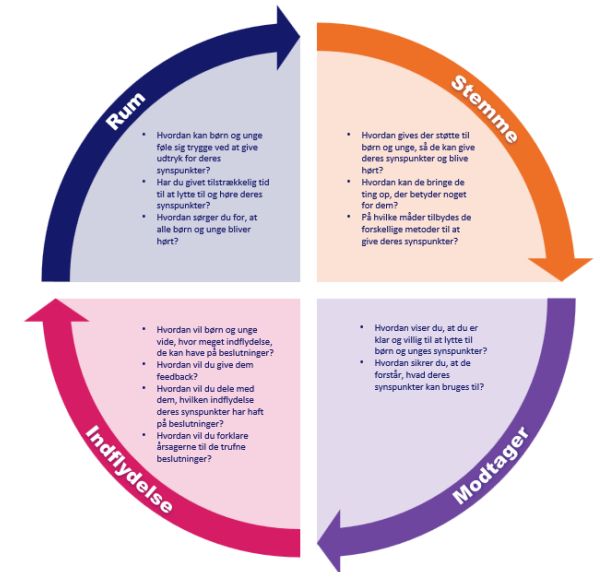 Rum
• Hvordan kan børn og unge
føle sig trygge ved at give
udtryk for deres
synspunkter?
• Har du givet tilstrækkelig tid
til at lytte til og høre deres
synspunkter?
• Hvordan sørger du for, at
alle børn og unge bliver
hørt?
Stemme
• Hvordan gives der støtte til
børn og unge, så de kan give
deres synspunkter og blive
hørt?
• Hvordan kan de bringe de
ting op, der betyder noget
for dem?
• På hvilke måder tilbydes de
forskellige metoder til at
give deres synspunkter?
Indflydelse
• Hvordan vil børn og unge
vide, hvor meget indflydelse,
de kan have på beslutninger?
• Hvordan vil du give dem
feedback?
• Hvordan vil du dele med
dem, hvilken indflydelse
deres synspunkter har haft
på beslutninger?
• Hvordan vil du forklare
årsagerne til de trufne
beslutninger?
Modtager
• Hvordan viser du, at du er
klar og villig til at lytte til
børn og unges synspunkter?
• Hvordan sikrer du, at de
forstår, hvad deres
synspunkter kan bruges til?